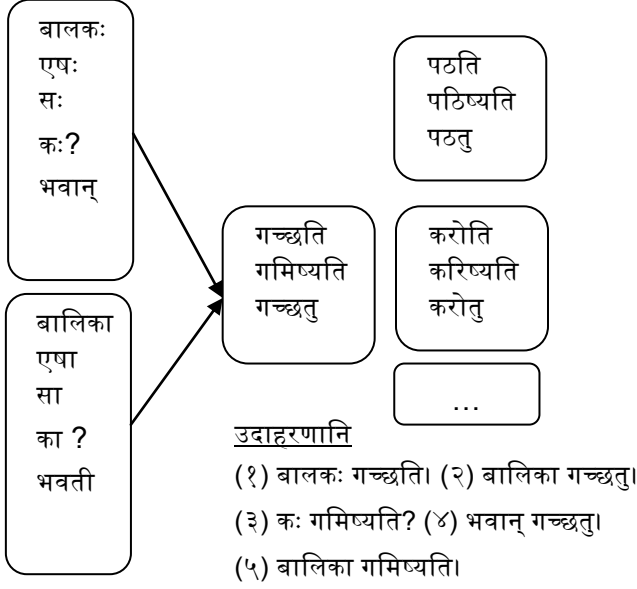 बालकः
एषः
सः
कः?
भवान्
बालिका
एषा
सा
का ?
भवती
गच्छति
गमिष्यति
गच्छतु
पठति
पठिष्यति
पठतु
करोति
करिष्यति
करोतु
...
उदाहरणानि
(१) बालकः गच्छति। (२) बालिका गच्छतु।
(३) कः गमिष्यति? (४) भवान् गच्छतु।
(५) बालिका गमिष्यति।